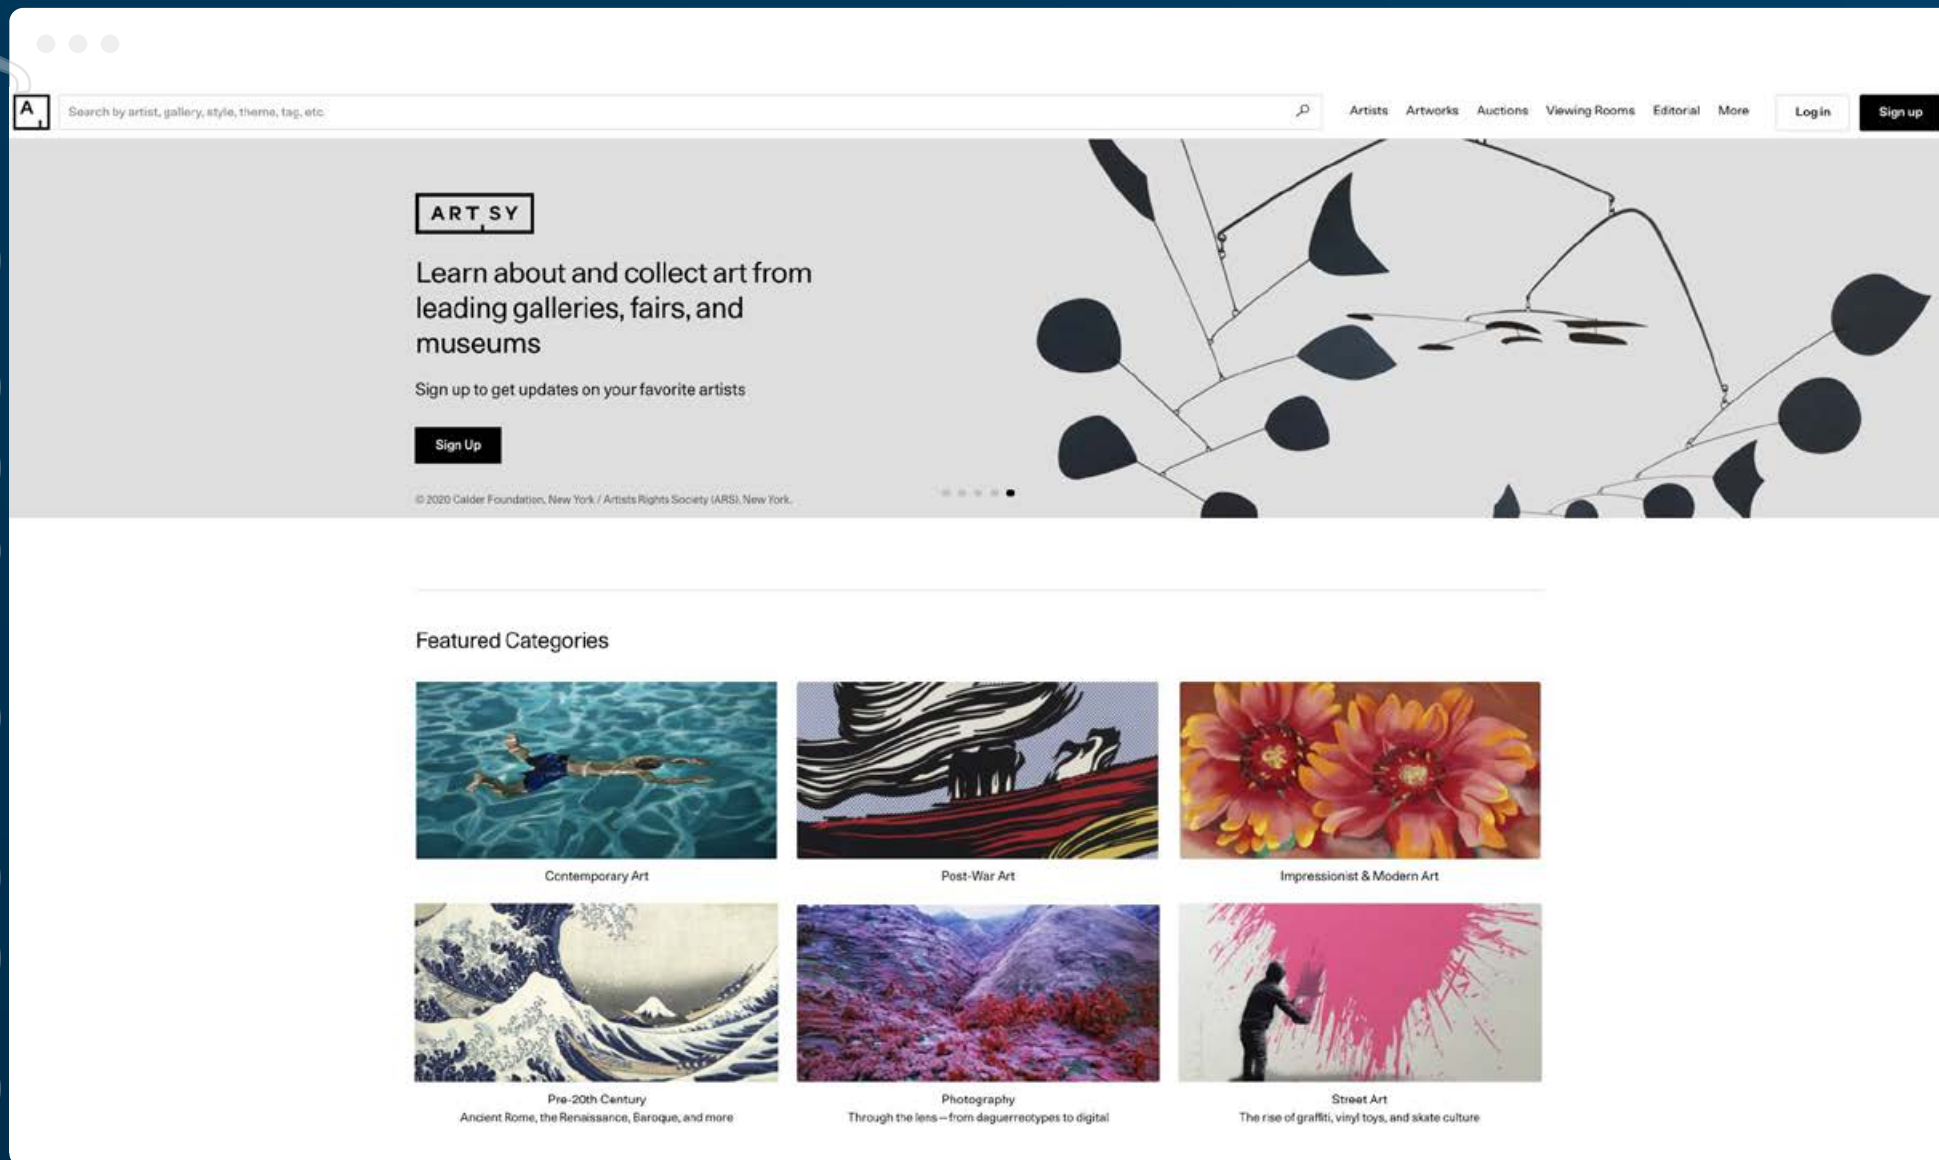 A,
Search by artist, gallery, style, theme, tag, etc.
Artists Artworks Auctions Viewing Rooms Editorial More Log in Sign up
ARTSY
Learn about and collect art from
leading galleries, fairs, and
museums
Sign up to get updates on your favorite artists
Sign Up
© 2020 Calder Foundation, New York / Artists Rights Society (ARS), New York.
Featured Categories
Contemporary Art
Post-War Art
Impressionist & Modern Art
Pre-20th Century
Ancient Rome, the Renaissance, Baroque, and more
Photography
Through the lens—from daguerreotypes to digital
Street Art
The rise of graffiti, vinyl toys, and skate culture